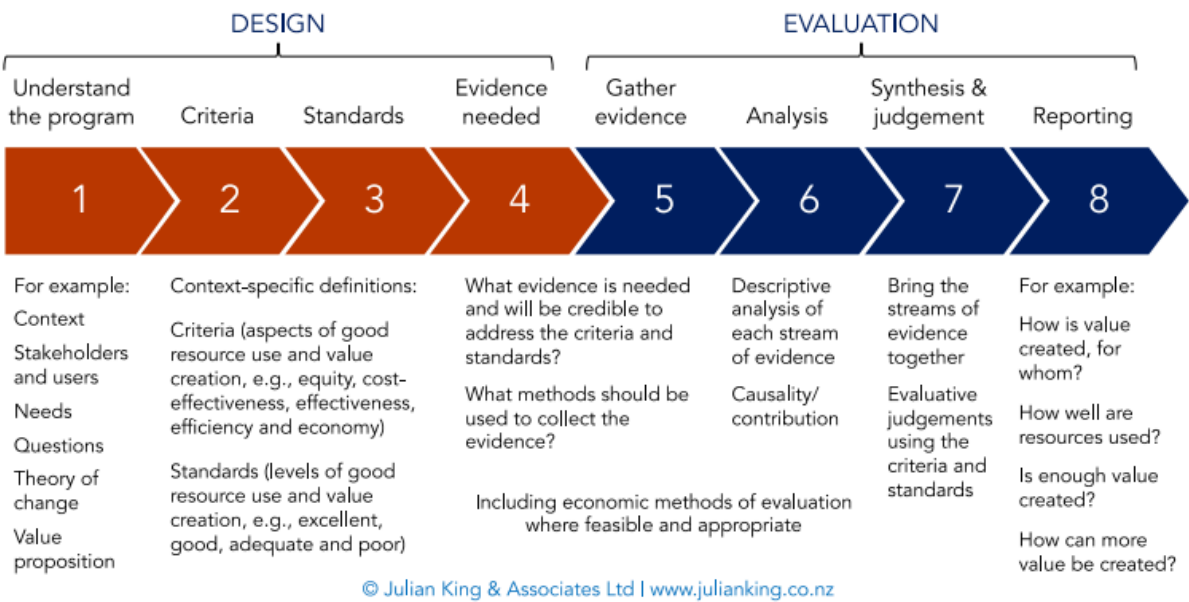 DESIGN
EVALUATION
Understand
the program
Criteria
Standards
Evidence
needed
Gather
evidence
Analysis
Synthesis &
judgement
Reporting
1
2
3
4
5
6
7
8
For example:
Context
Stakeholders
and users
Needs
Questions
Theory of
change
Value
proposition
Context-specific definitions:
Criteria (aspects of good
resource use and value
creation, e.g., equity, cost-
effectiveness, effectiveness,
efficiency and economy)
Standards (levels of good
resource use and value
creation, e.g., excellent,
good, adequate and poor)
What evidence is needed
and will be credible to
address the criteria and
standards?
What methods should be
used to collect the
evidence?
Descriptive
analysis of
each stream
of evidence
Causality/
contribution
Including economic methods of evaluation
where feasible and appropriate
Bring the
streams of
evidence
together
Evaluative
judgements
using the
criteria and
standards
For example:
How is value
created, for
whom?
How well are
resources used?
Is enough value
created?
How can more
value be created?
© Julian King & Associates Ltd | www.julianking.co.nz